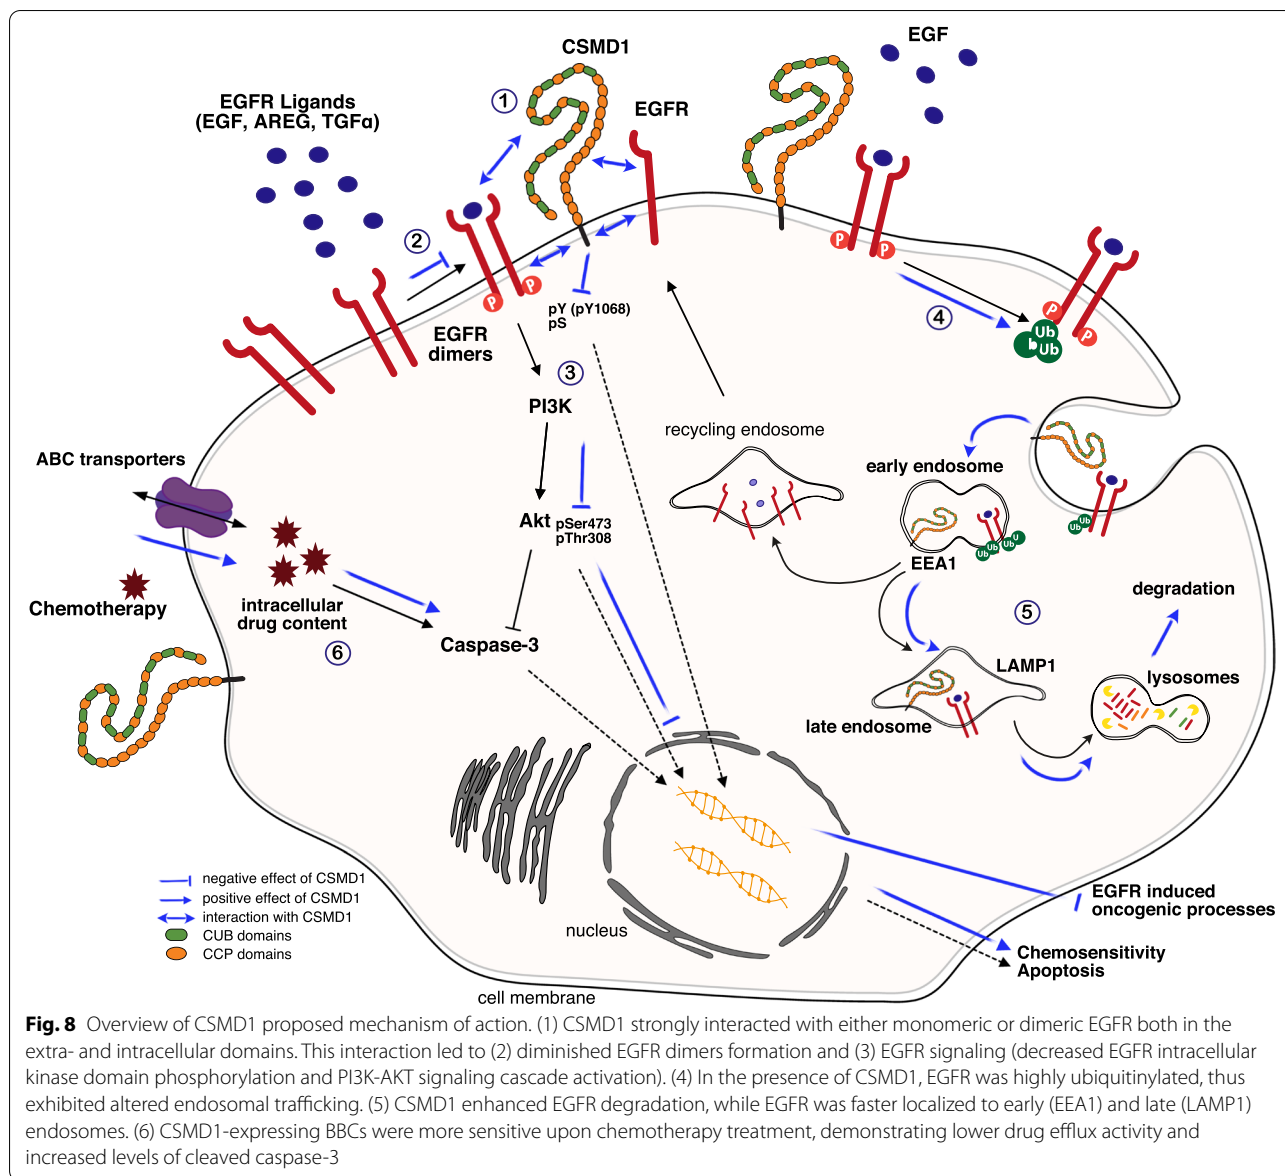 CSMD1
EGF
1
EGFR Ligands
(EGF, AREG, TGFα)
EGFR
2
P
P
P
P
pY (pY1068)
pS
EGFR
dimers
4
P
P
Ub
b
Ub
3
PI3K
recycling endosome
early endosome
ABC transporters
Akt
pSer473
pThr308
Ub
Ub
Ub
Ub
Ub
U
EEA1
Chemotherapy
intracellular
drug content
6
Caspase-3
5
degradation
LAMP1
lysosomes
late endosome
negative effect of CSMD1
positive effect of CSMD1
interaction with CSMD1
CUB domains
CCP domains
nucleus
EGFR induced
oncogenic processes
Chemosensitivity
Apoptosis
cell membrane
Fig. 8 Overview of CSMD1 proposed mechanism of action. (1) CSMD1 strongly interacted with either monomeric or dimeric EGFR both in the
extra- and intracellular domains. This interaction led to (2) diminished EGFR dimers formation and (3) EGFR signaling (decreased EGFR intracellular
kinase domain phosphorylation and PI3K-AKT signaling cascade activation). (4) In the presence of CSMD1, EGFR was highly ubiquitinylated, thus
exhibited altered endosomal trafficking. (5) CSMD1 enhanced EGFR degradation, while EGFR was faster localized to early (EEA1) and late (LAMP1)
endosomes. (6) CSMD1-expressing BBCs were more sensitive upon chemotherapy treatment, demonstrating lower drug efflux activity and
increased levels of cleaved caspase-3